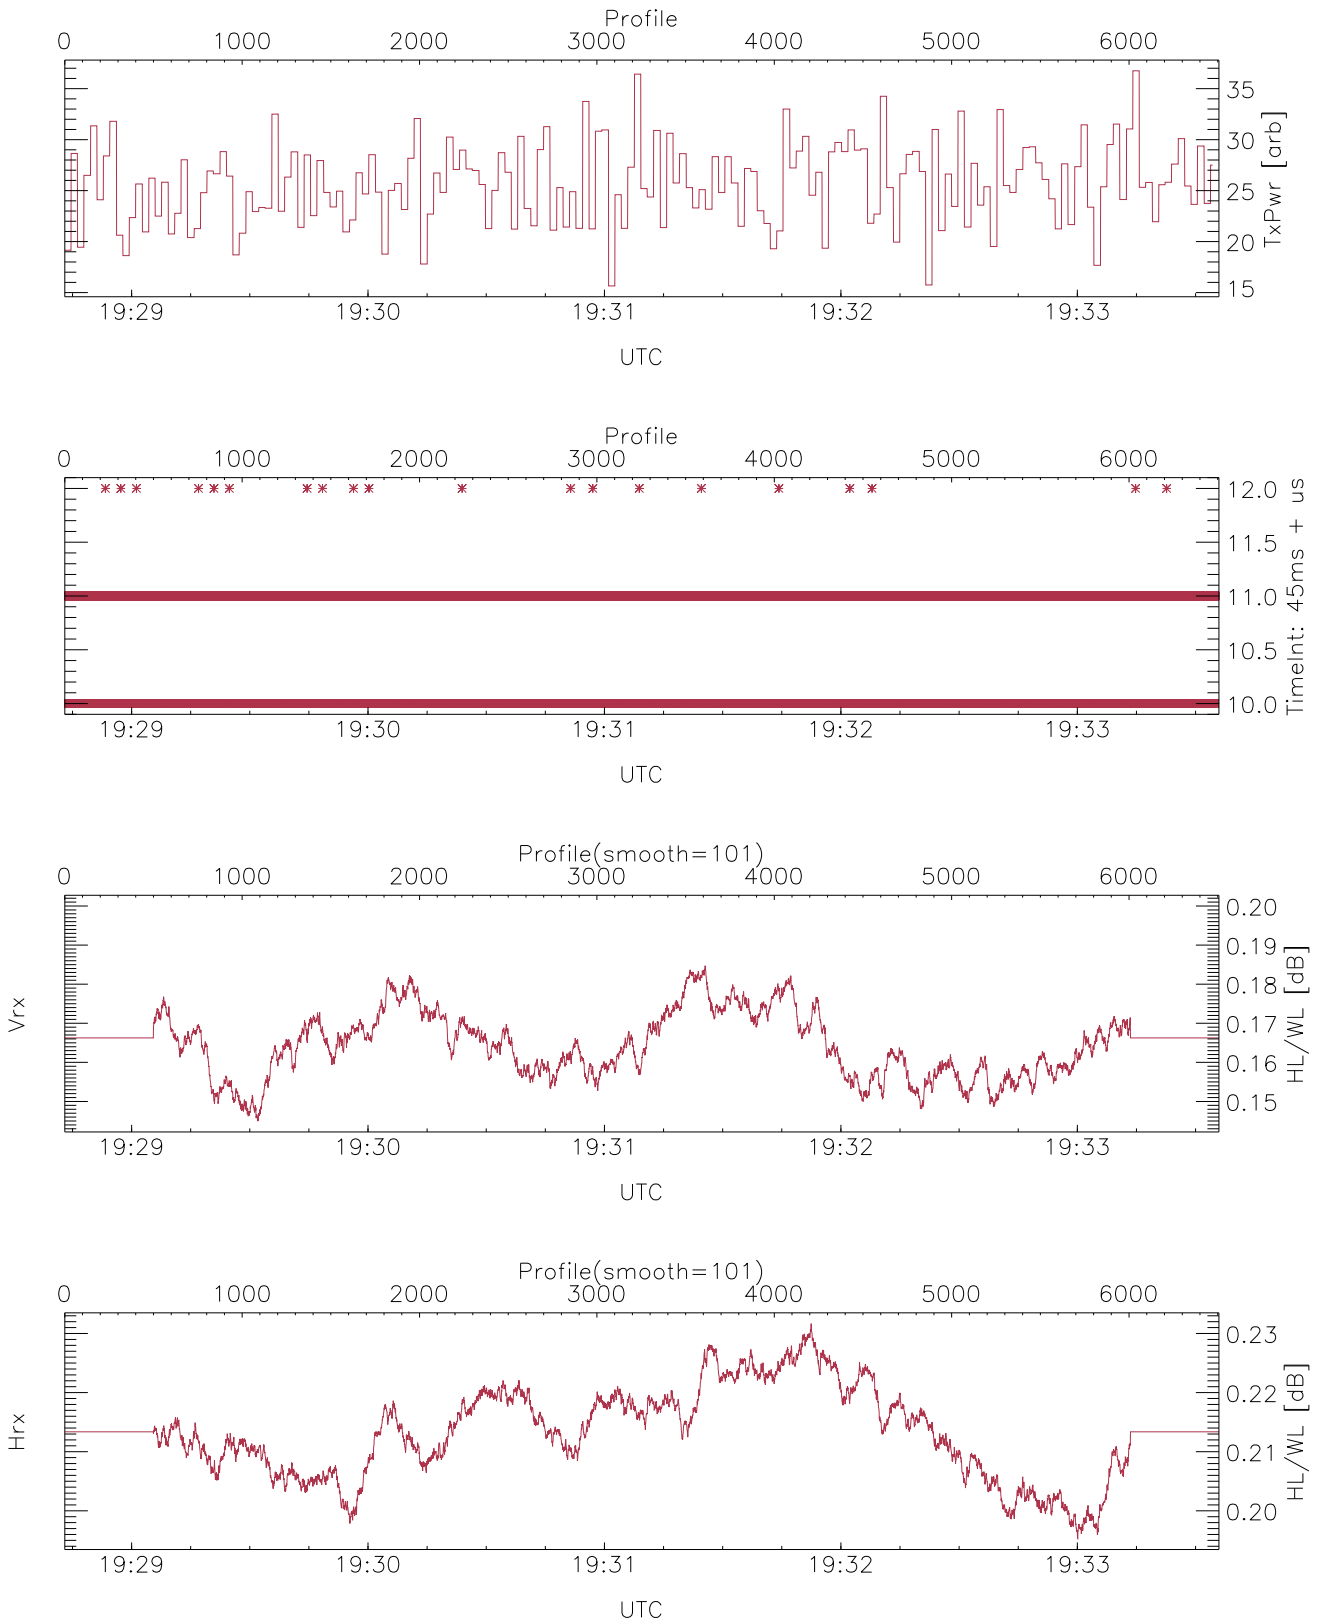 Profile
0 1000 2000 3000 4000 5000 6000
35
30
25
20
15
TxPwr [arb]
19:29 19:30 19:31 19:32 19:33
UTC
Profile
0 1000 2000 3000 4000 5000 6000
12.0
11.5
11.0
10.5
10.0
TimeInt: 45ms + us
19:29 19:30 19:31 19:32 19:33
UTC
Profile(smooth=101)
0 1000 2000 3000 4000 5000 6000
Vrx
0.20
0.19
0.18
0.17
0.16
0.15
HL/WL [dB]
19:29 19:30 19:31 19:32 19:33
UTC
Profile(smooth=101)
0 1000 2000 3000 4000 5000 6000
Hrx
0.23
0.22
0.21
0.20
HL/WL [dB]
19:29 19:30 19:31 19:32 19:33
UTC